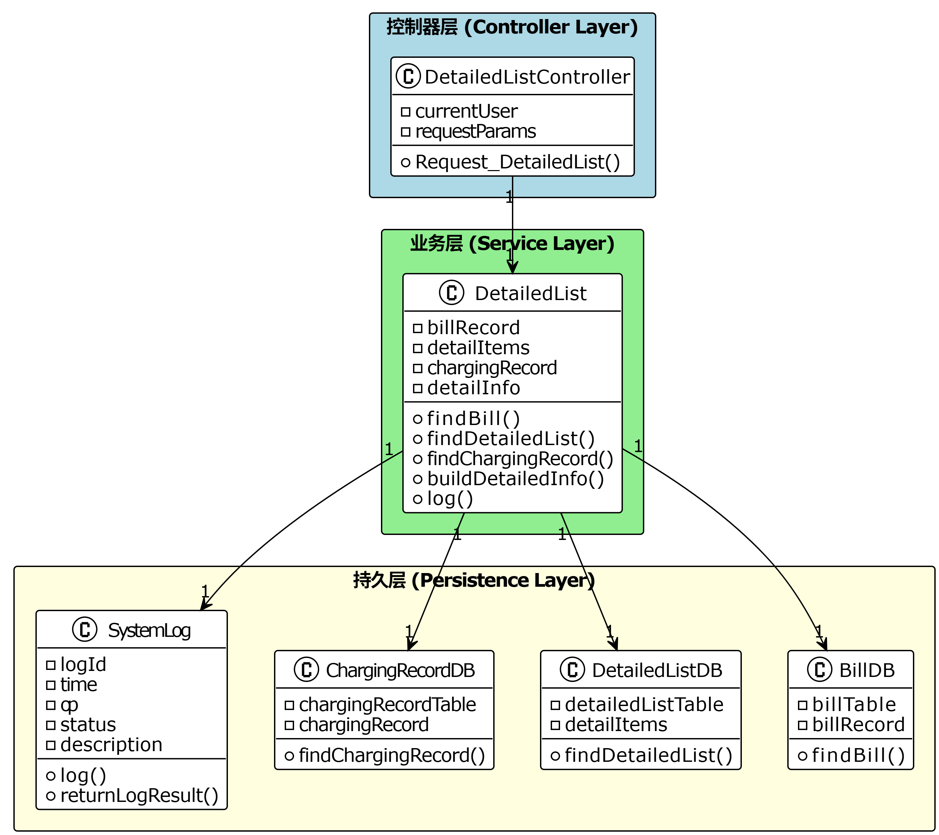 控制器层 (Controller Layer)
C DetailedListController
currentUser
requestParams
Request_DetailedList()
1
业务层 (Service Layer)
1
C DetailedList
billRecord
detailItems
chargingRecord
detailInfo
findBill()
findDetailedList()
findChargingRecord()
buildDetailedInfo()
log()
1
1
1
1
持久层 (Persistence Layer)
1
1
1
1
C SystemLog
logId
time
op
status
description
log()
returnLogResult()
C ChargingRecordDB
chargingRecordTable
chargingRecord
findChargingRecord()
C DetailedListDB
detailedListTable
detailItems
findDetailedList()
C BillDB
billTable
billRecord
findBill()